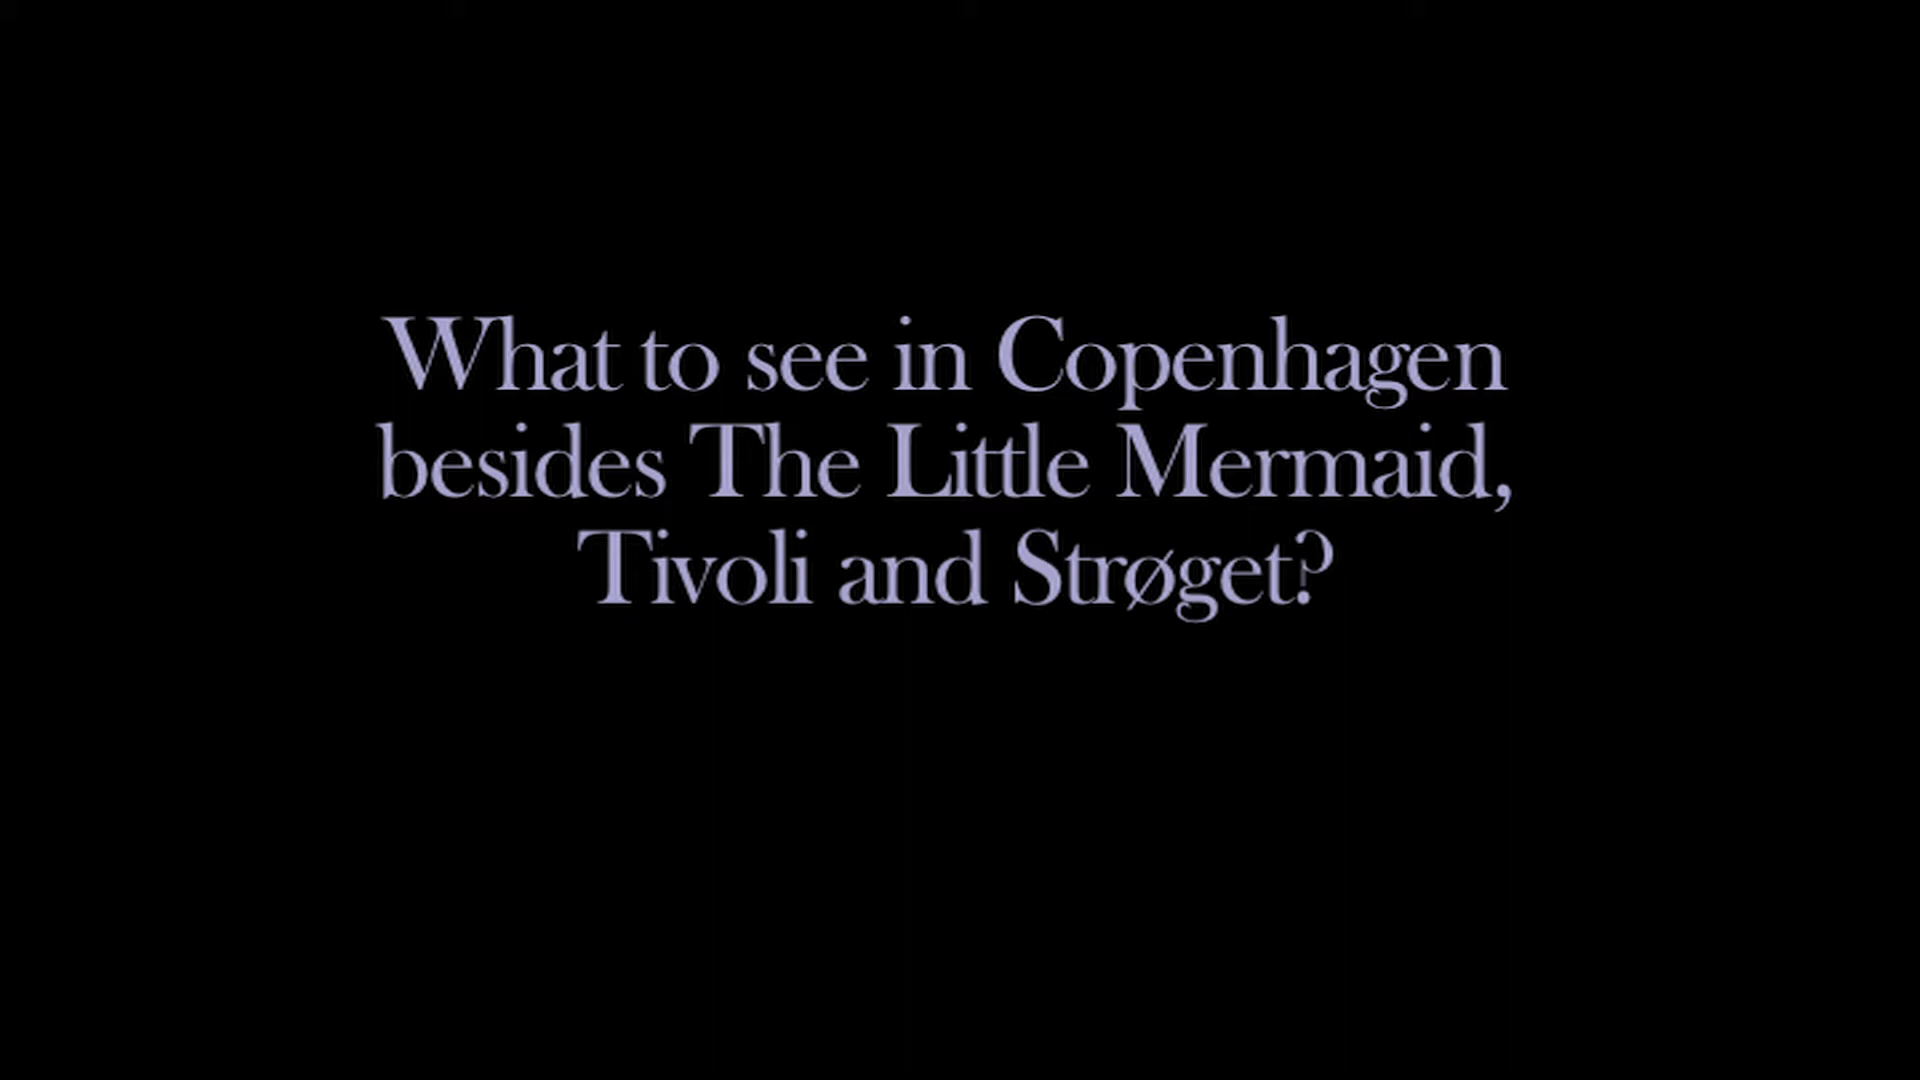 What to see in Copenhagen
besides The Little Mermaid,
Tivoli and Strøget?